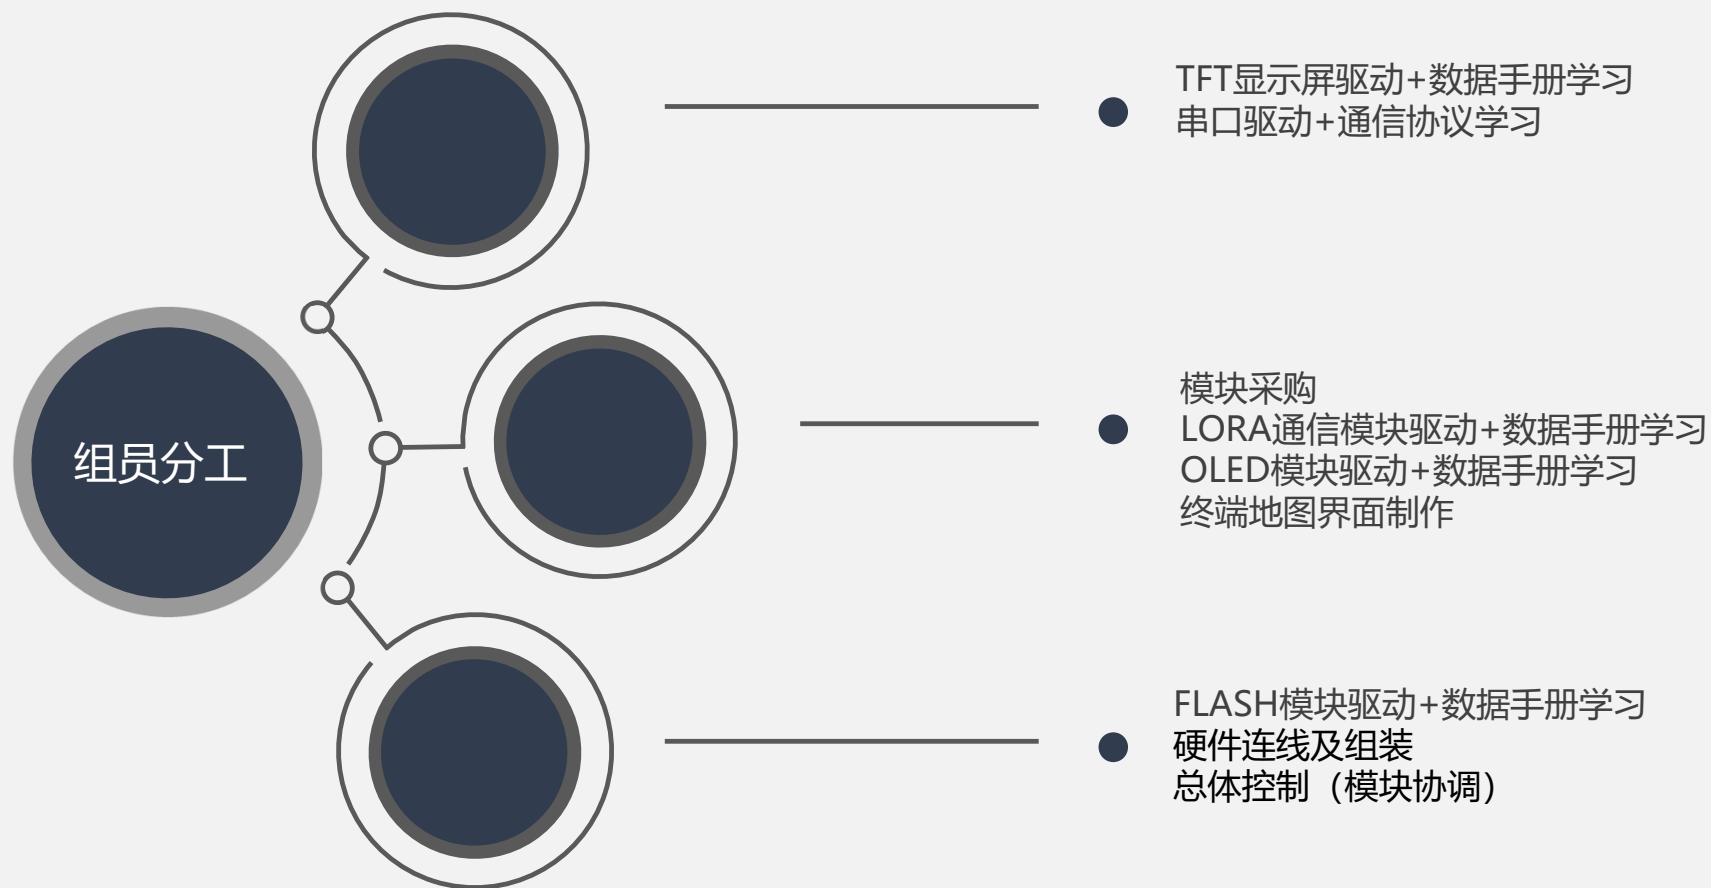 组员分工
TFT显示屏驱动+数据手册学习
串口驱动+通信协议学习
模块采购
LORA通信模块驱动+数据手册学习
OLED模块驱动+数据手册学习
终端地图界面制作
FLASH模块驱动+数据手册学习
硬件连线及组装
总体控制（模块协调）